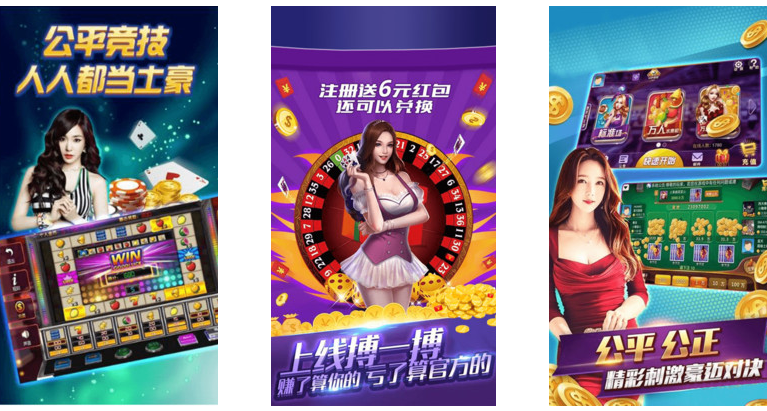 公平竞技
人人都当土豪
WIN
注册送6元红包
还可以兑换
上线搏一搏
赚了算你的 亏了算官方的
标准场
万人
快速开始
充值
公平 公正
精彩刺激豪迈对决